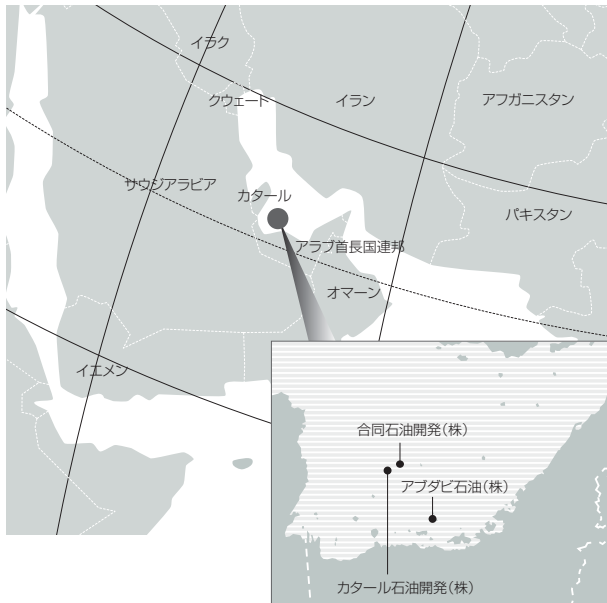 イラク
クウェート
イラン
アフガニスタン
サウジアラビア
カタール
パキスタン
アラブ首長国連邦
オマーン
イエメン
合同石油開発(株)
アブダビ石油(株)
カタール石油開発(株)